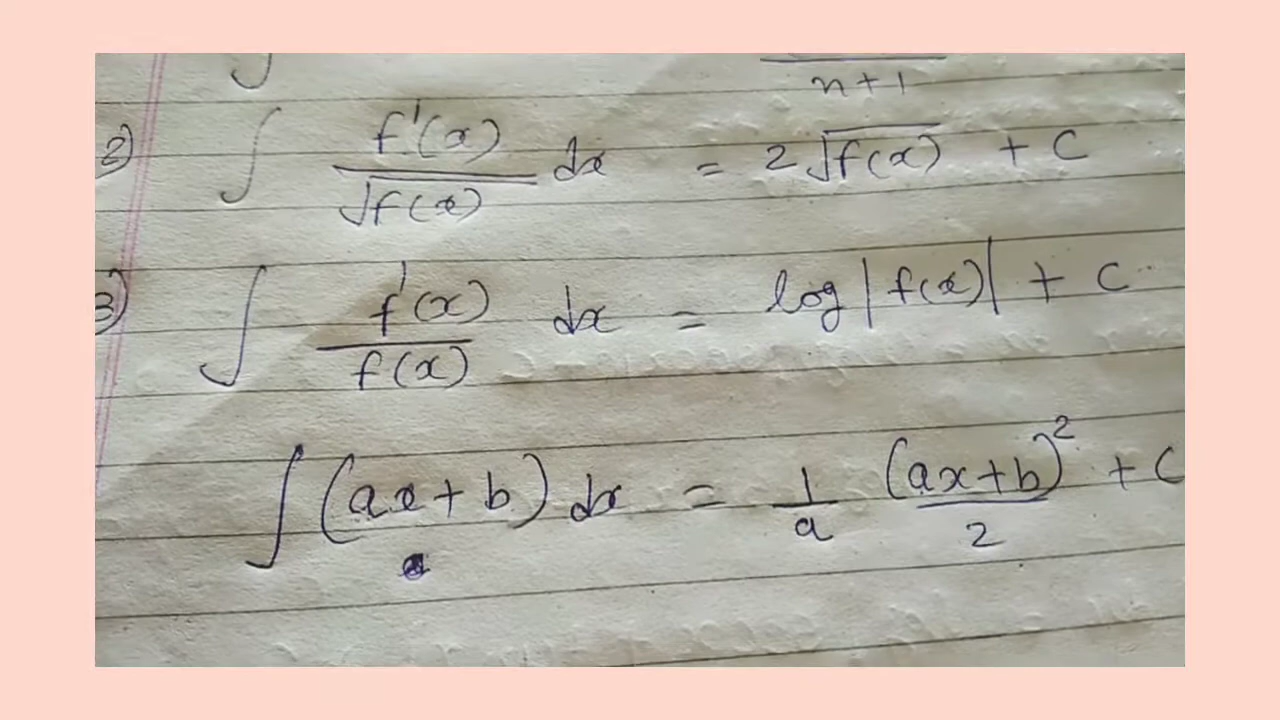 n+1
2) ∫ f'(x)/√f(x) dx = 2√f(x) + C
3) ∫ f'(x)/f(x) dx = log|f(x)| + C
∫(ax+b) dx = 1/a (ax+b)²/2 + C